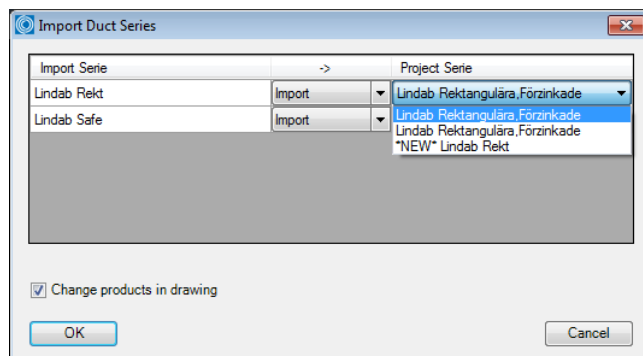 Import Duct Series
Import Serie -> Project Serie
Lindab Rekt Import Lindab Rektangulära,Förzinkade
Lindab Safe Import Lindab Rektangulära,Förzinkade
Lindab Rektangulära,Förzinkade
*NEW* Lindab Rekt
Change products in drawing
OK Cancel